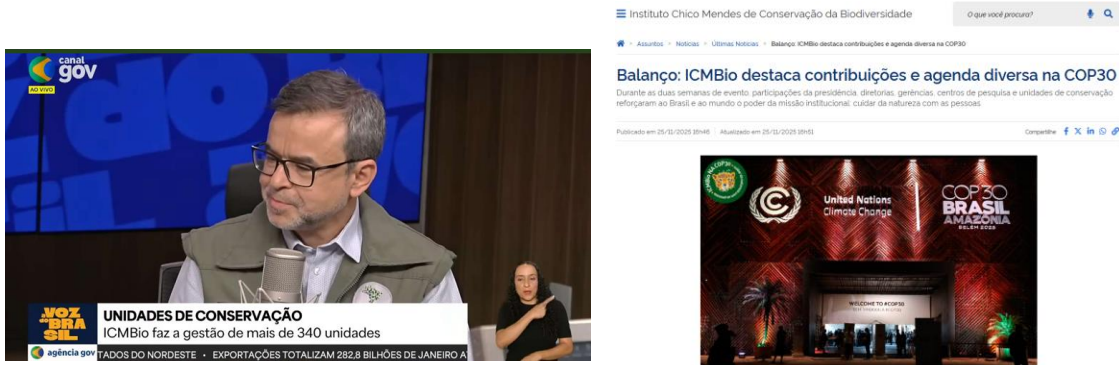 canal
gov
AO VIVO
VOZ
DO
BRA
SIL
UNIDADES DE CONSERVAÇÃO
ICMBio faz a gestão de mais de 340 unidades
agência gov
TADOS DO NORDESTE • EXPORTAÇÕES TOTALIZAM 282,8 BILHÕES DE JANEIRO A
Instituto Chico Mendes de Conservação da Biodiversidade
O que você procura?
Assuntos > Notícias > Últimas Notícias > Balanço: ICMBio destaca contribuições e agenda diversa na COP30
Balanço: ICMBio destaca contribuições e agenda diversa na COP30
Durante as duas semanas de evento, participações da presidência, diretorias, gerências, centros de pesquisa e unidades de conservação
reforçaram ao Brasil e ao mundo o poder da missão institucional: cuidar da natureza com as pessoas
Publicado em 25/11/2025 16h46 | Atualizado em 25/11/2025 16h51
Compartilhe:
ICMBio NA COP30
United Nations
Climate Change
COP30
BRASIL
AMAZÔNIA
BELÉM 2025
WELCOME TO #COP30